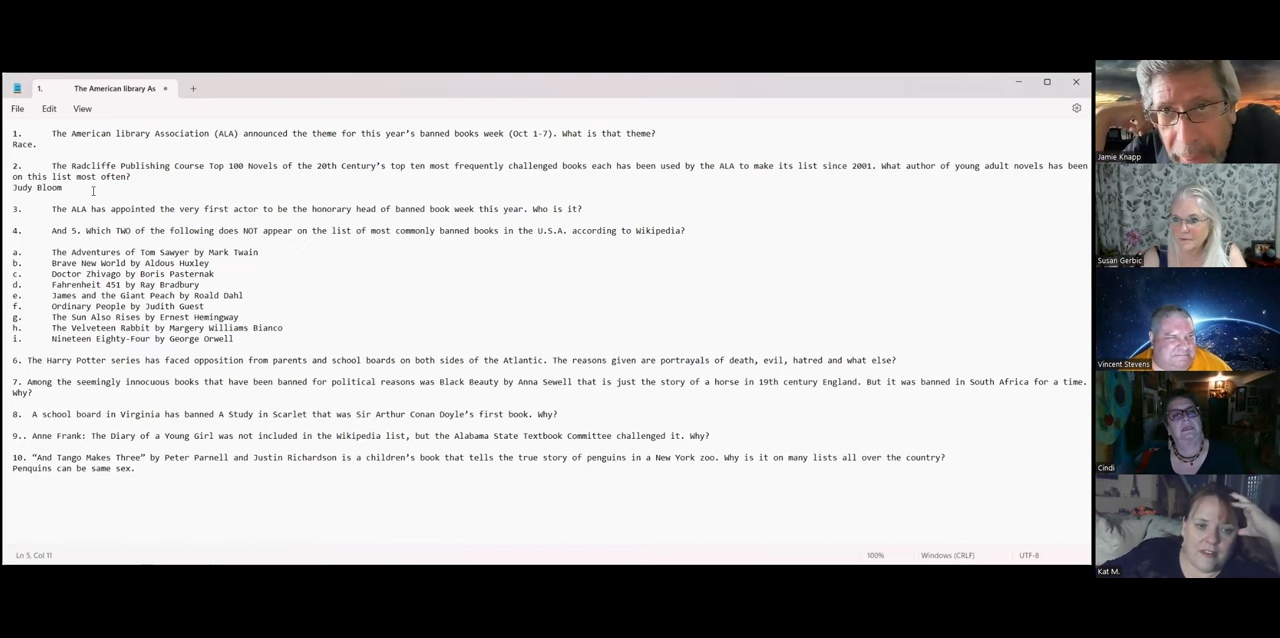 1. The American library As
File Edit View
1. The American library Association (ALA) announced the theme for this year's banned books week (Oct 1-7). What is that theme?
Race.
2. The Radcliffe Publishing Course Top 100 Novels of the 20th Century's top ten most frequently challenged books each has been used by the ALA to make its list since 2001. What author of young adult novels has been
on this list most often?
Judy Bloom
3. The ALA has appointed the very first actor to be the honorary head of banned book week this year. Who is it?
4. And 5. Which TWO of the following does NOT appear on the list of most commonly banned books in the U.S.A. according to Wikipedia?
a. The Adventures of Tom Sawyer by Mark Twain
b. Brave New World by Aldous Huxley
c. Doctor Zhivago by Boris Pasternak
d. Fahrenheit 451 by Ray Bradbury
e. James and the Giant Peach by Roald Dahl
f. Ordinary People by Judith Guest
g. The Sun Also Rises by Ernest Hemingway
h. The Velveteen Rabbit by Margery Williams Bianco
i. Nineteen Eighty-Four by George Orwell
6. The Harry Potter series has faced opposition from parents and school boards on both sides of the Atlantic. The reasons given are portrayals of death, evil, hatred and what else?
7. Among the seemingly innocuous books that have been banned for political reasons was Black Beauty by Anna Sewell that is just the story of a horse in 19th century England. But it was banned in South Africa for a time.
Why?
8. A school board in Virginia has banned A Study in Scarlet that was Sir Arthur Conan Doyle's first book. Why?
9.. Anne Frank: The Diary of a Young Girl was not included in the Wikipedia list, but the Alabama State Textbook Committee challenged it. Why?
10. "And Tango Makes Three" by Peter Parnell and Justin Richardson is a children's book that tells the true story of penguins in a New York zoo. Why is it on many lists all over the country?
Penquins can be same sex.
Ln 5, Col 11 100% Windows (CRLF) UTF-8
Jamie Knapp
Susan Gerbic
Vincent Stevens
Cindi
Kat M.